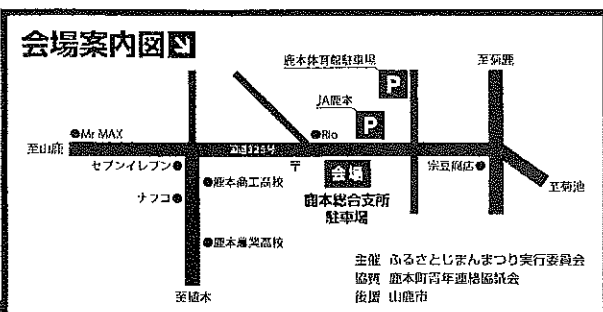 会場案内図
鹿本体育館駐車場
至菊鹿
P
JA鹿本
P
Mr MAX
Rio
至山鹿
国道325号
セブンイレブン
〒
会場
宗豆商店
鹿本商工高校
至菊池
ナフコ
鹿本総合支所
駐車場
鹿本農業高校
主催 ふるさとじまんまつり実行委員会
協賛 鹿本町青年連絡協議会
至植木
後援 山鹿市